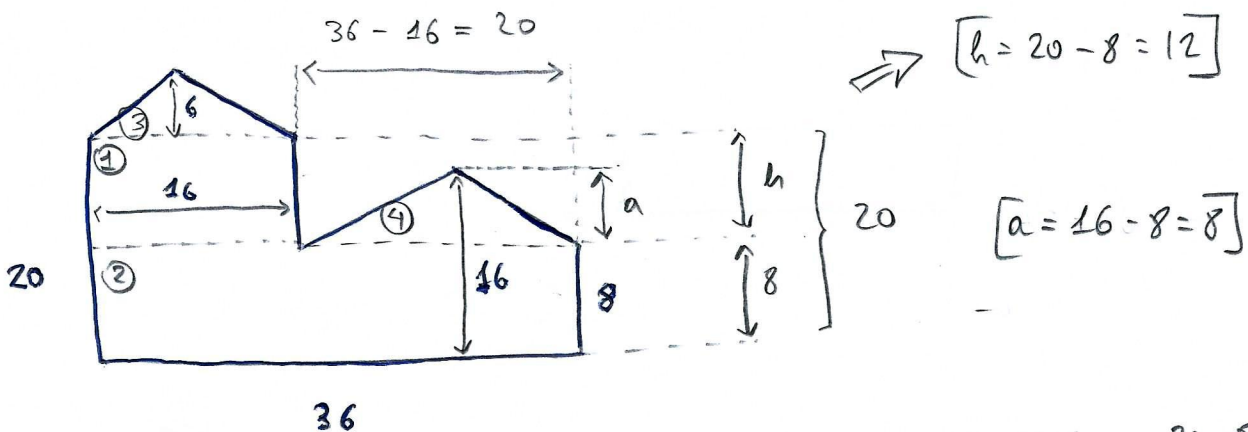 36 - 16 = 20
[h = 20 - 8 = 12]
6
3
1
16
h
a
4
20
[a = 16 - 8 = 8]
20
2
16
8
8
36